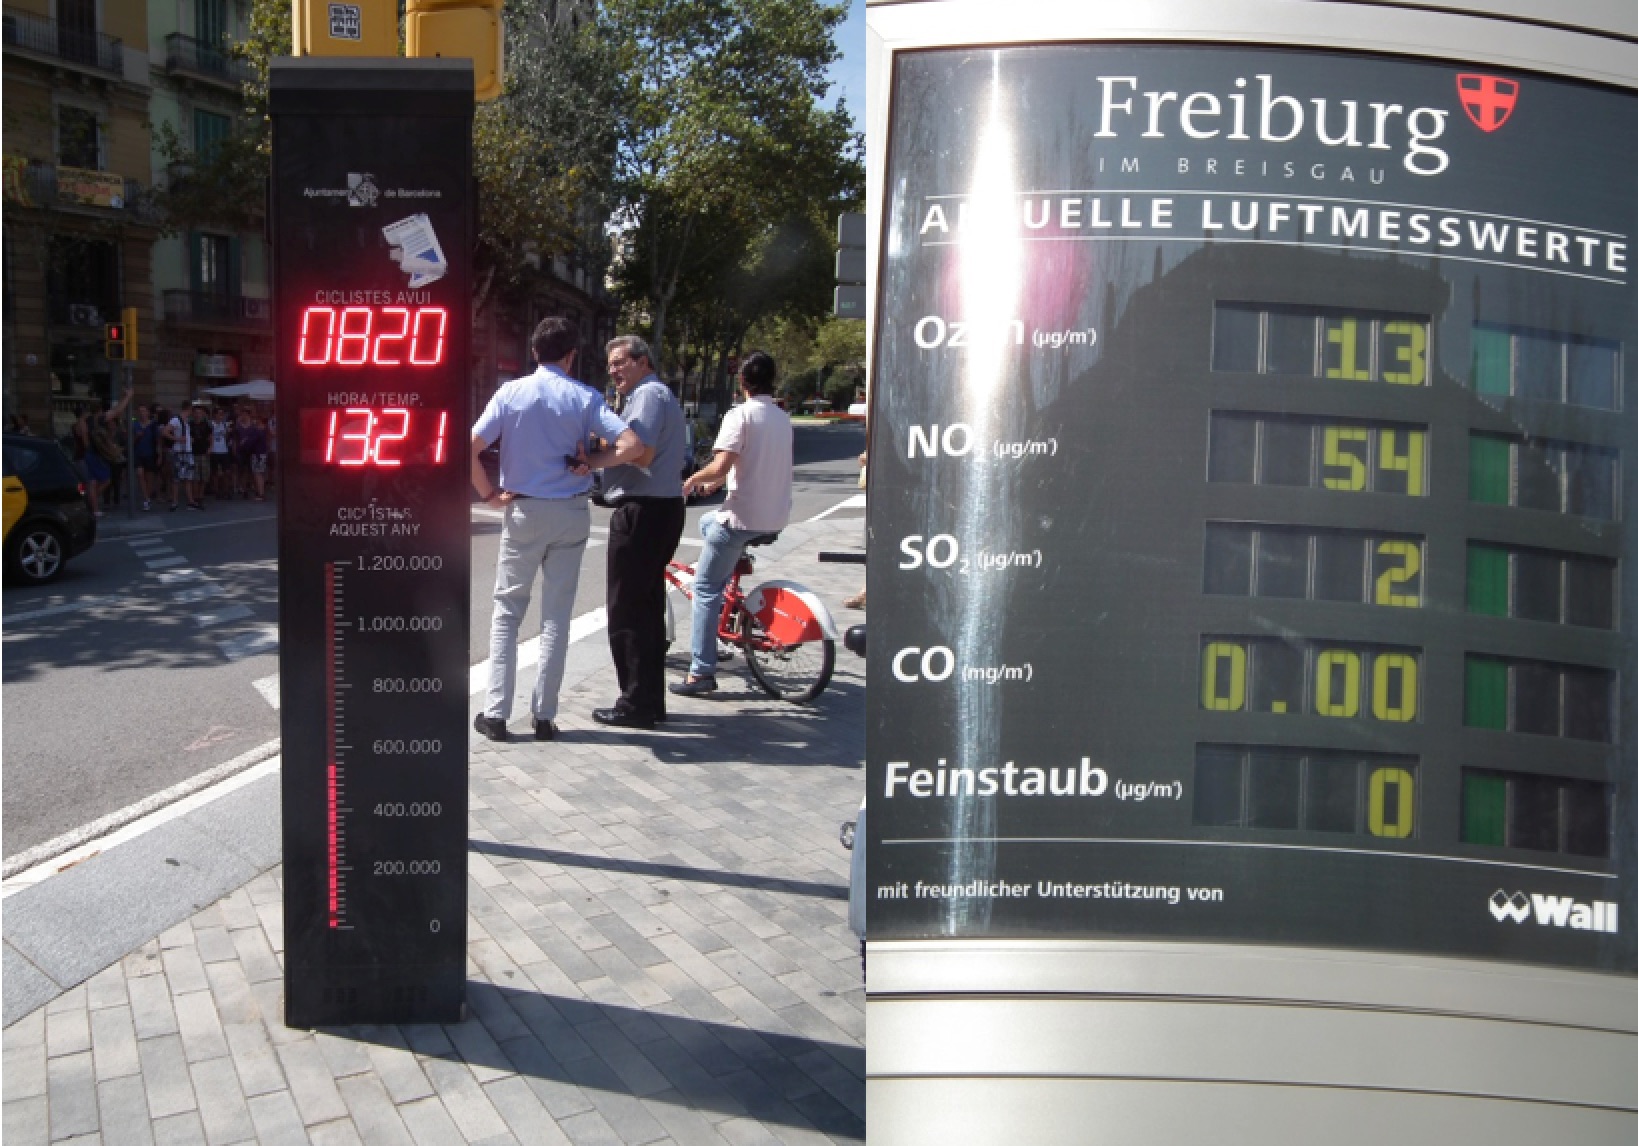 Ajuntament de Barcelona
CICLISTES AVUI
0820
HORA / TEMP.
13:21
CICLISTES
AQUEST ANY
1.200.000
1.000.000
800.000
600.000
400.000
200.000
0
Freiburg
IM BREISGAU
AKTUELLE LUFTMESSWERTE
Ozon (µg/m³) 13
NO₂ (µg/m³) 54
SO₂ (µg/m³) 2
CO (mg/m³) 0.00
Feinstaub (µg/m³) 0
mit freundlicher Unterstützung von
Wall